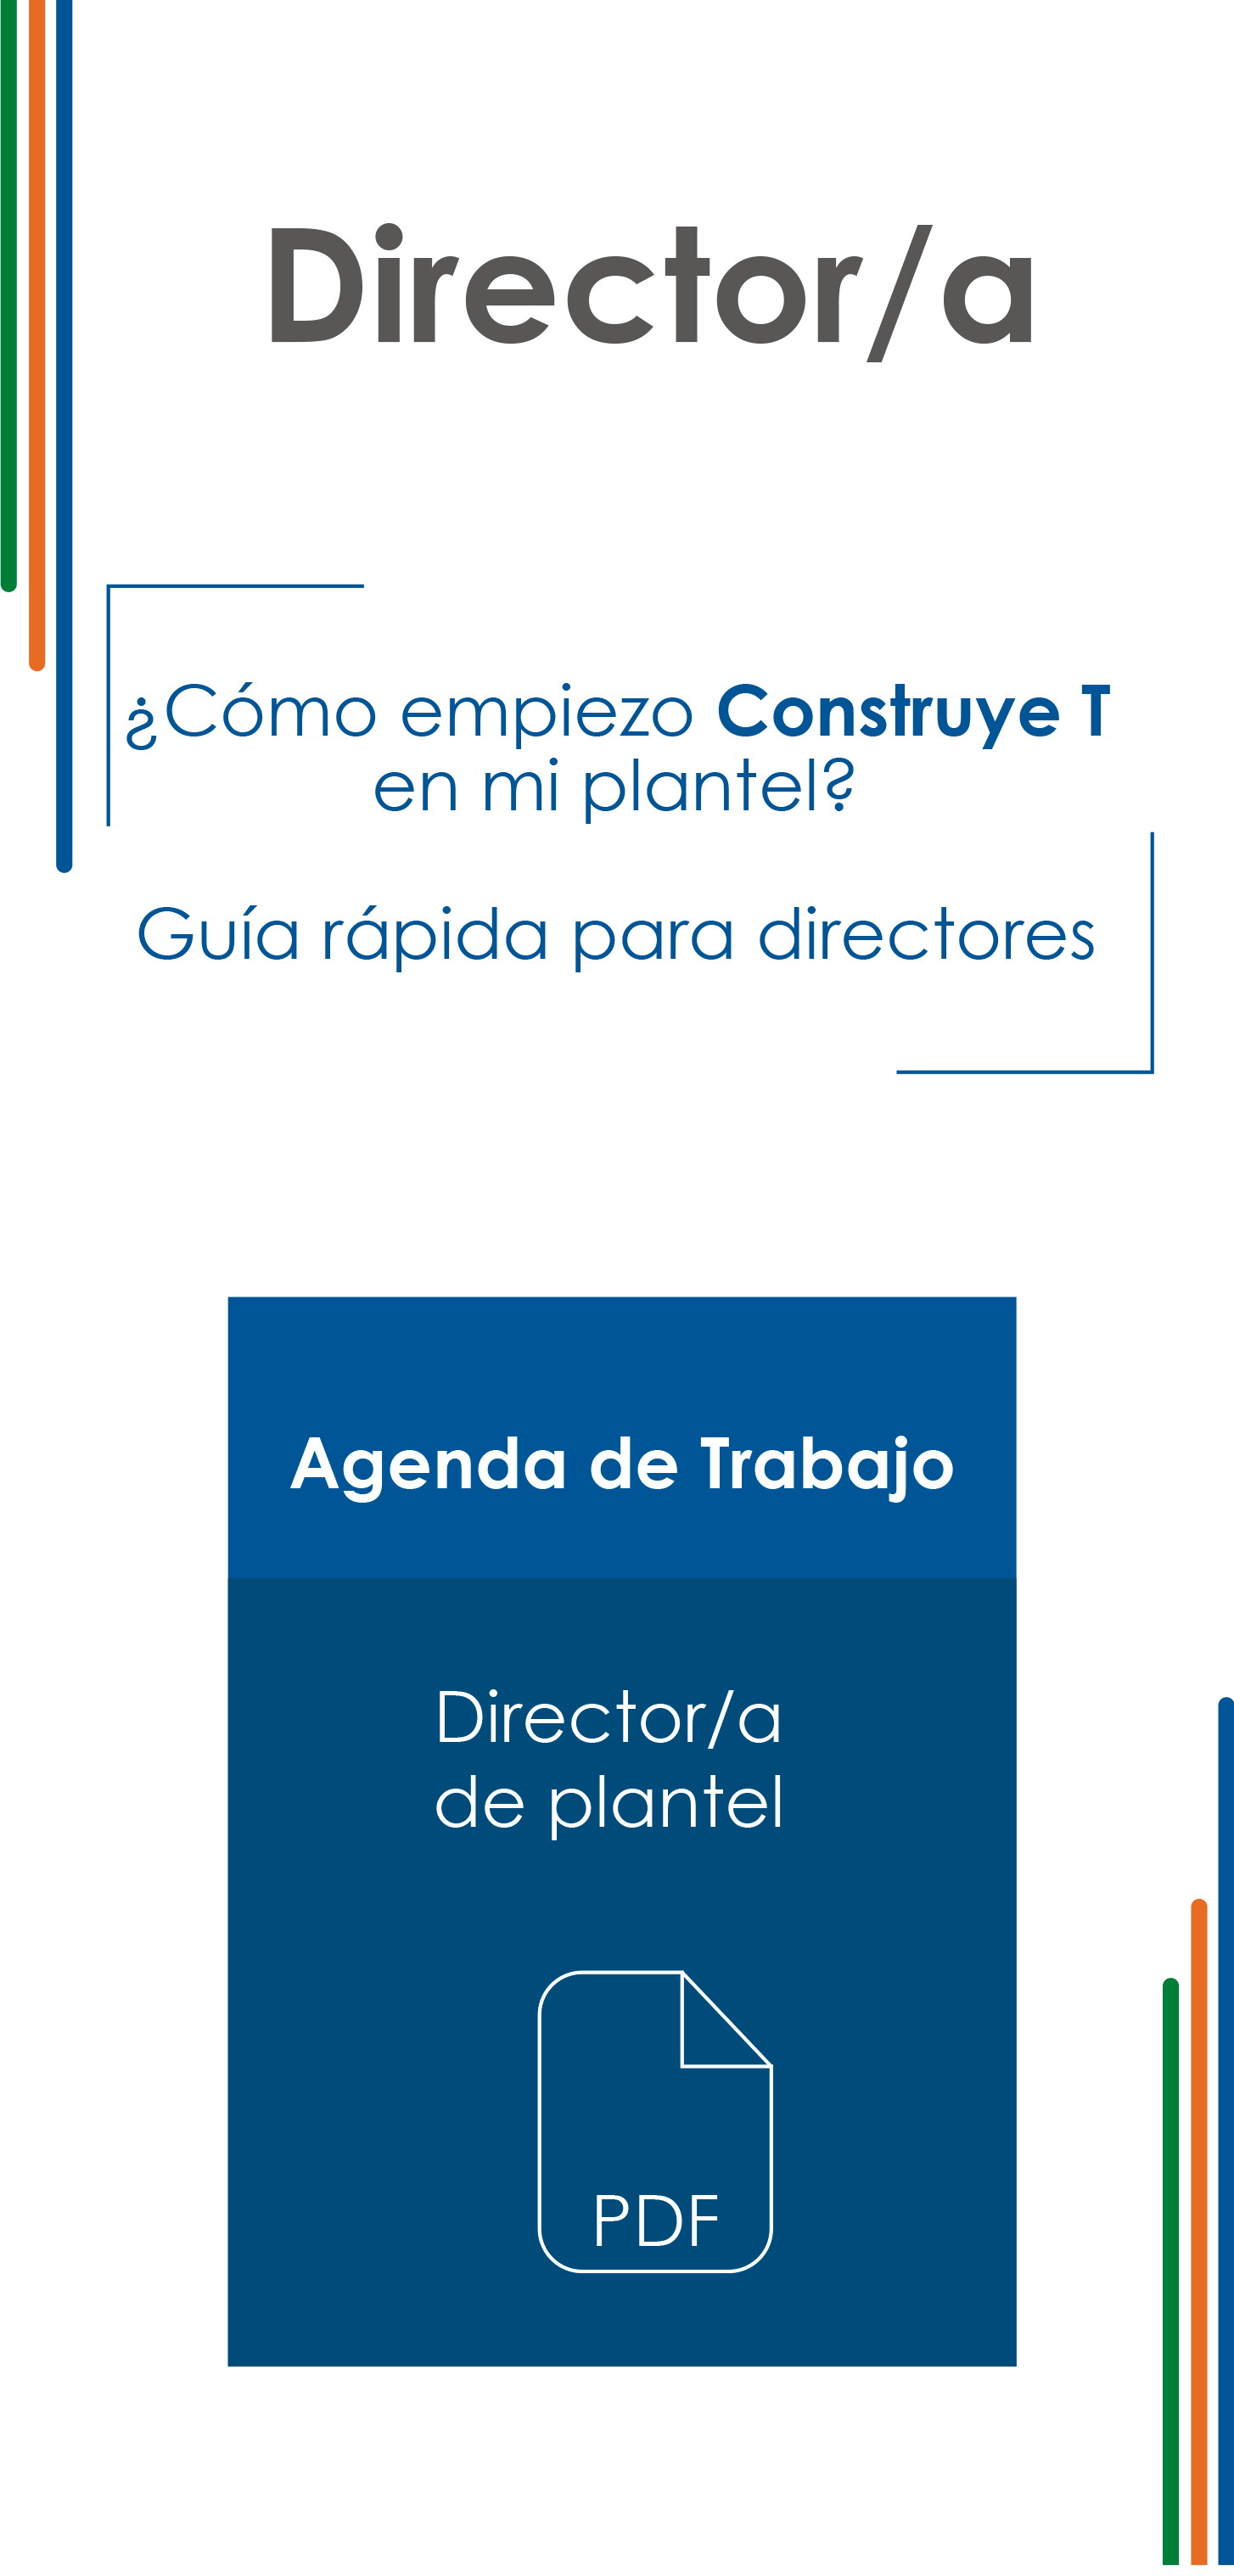 Director/a
¿Cómo empiezo Construye T
en mi plantel?
Guía rápida para directores
Agenda de Trabajo
Director/a
de plantel
PDF